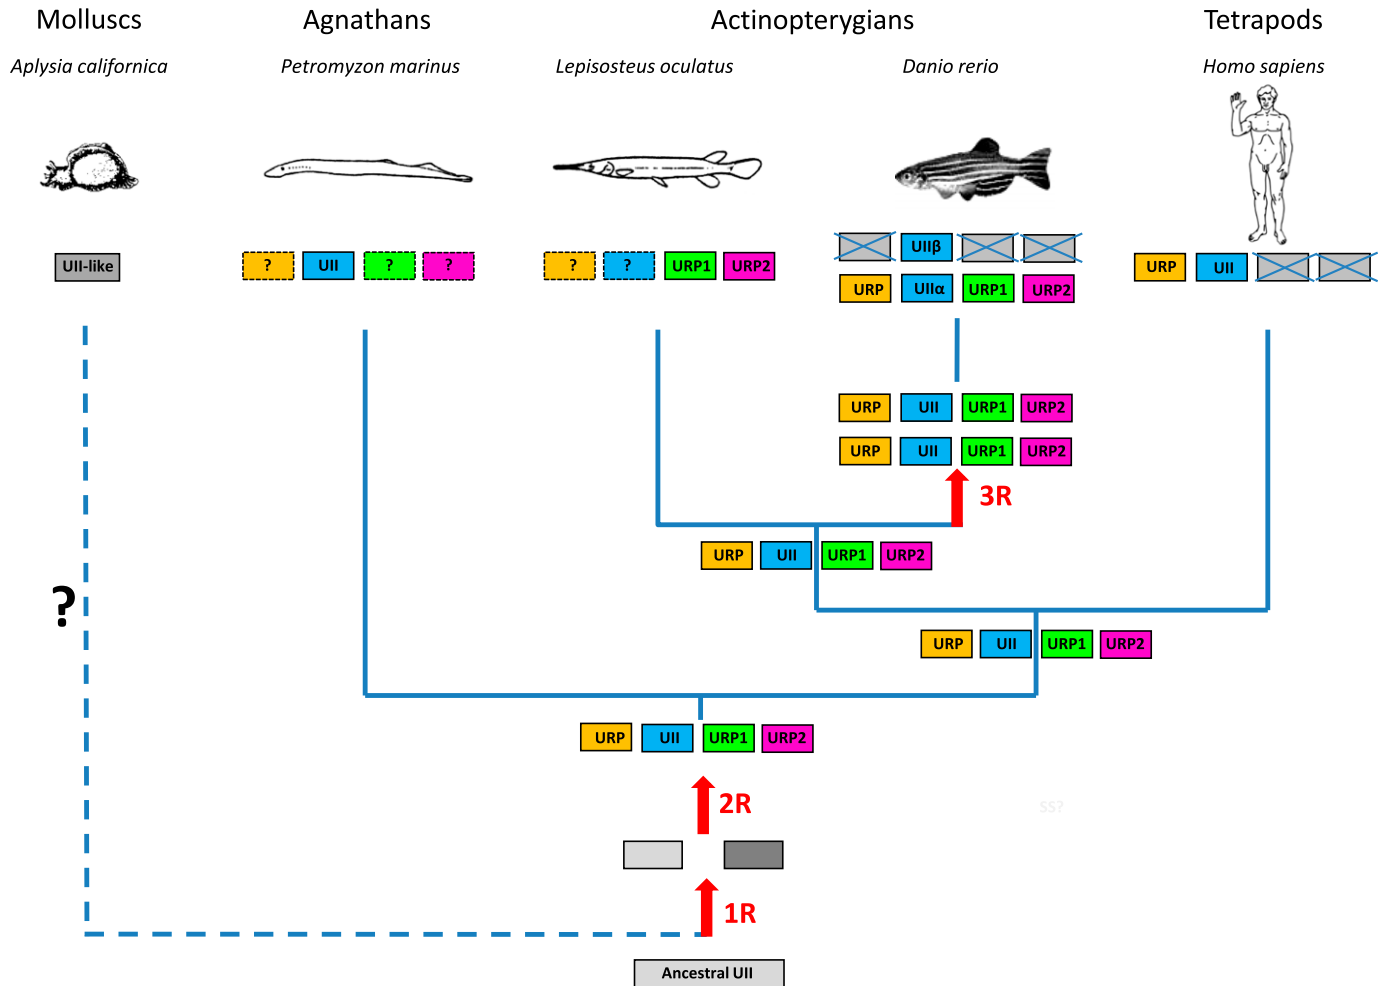 Molluscs Agnathans Actinopterygians Tetrapods
Aplysia californica Petromyzon marinus Lepisosteus oculatus Danio rerio Homo sapiens
UIIβ
UII-like ? UII ? ? ? ? URP1 URP2 URP UII
URP UIIα URP1 URP2
URP UII URP1 URP2
URP UII URP1 URP2
3R
URP UII URP1 URP2
?
URP UII URP1 URP2
URP UII URP1 URP2
2R
SS?
1R
Ancestral UII